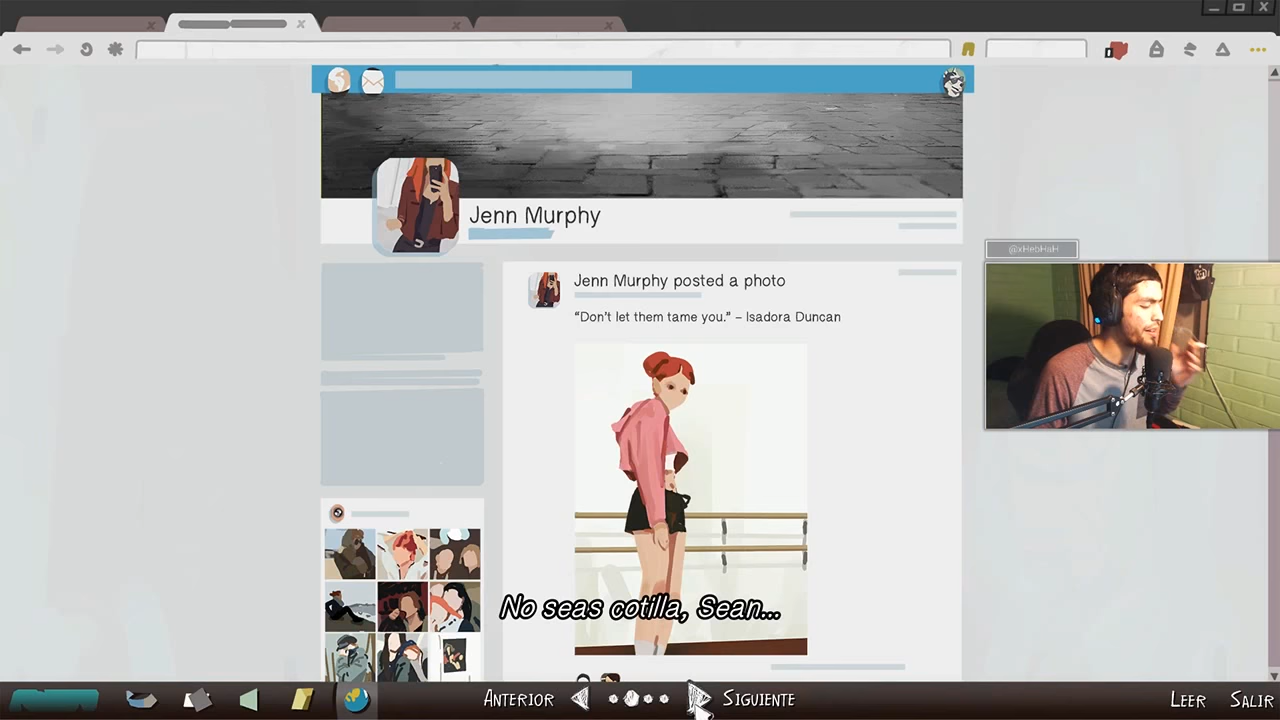 @xHebHaH
Jenn Murphy
Jenn Murphy posted a photo
“Don't let them tame you.” – Isadora Duncan
No seas cotilla, Sean...
Anterior
Siguiente
Leer
Salir